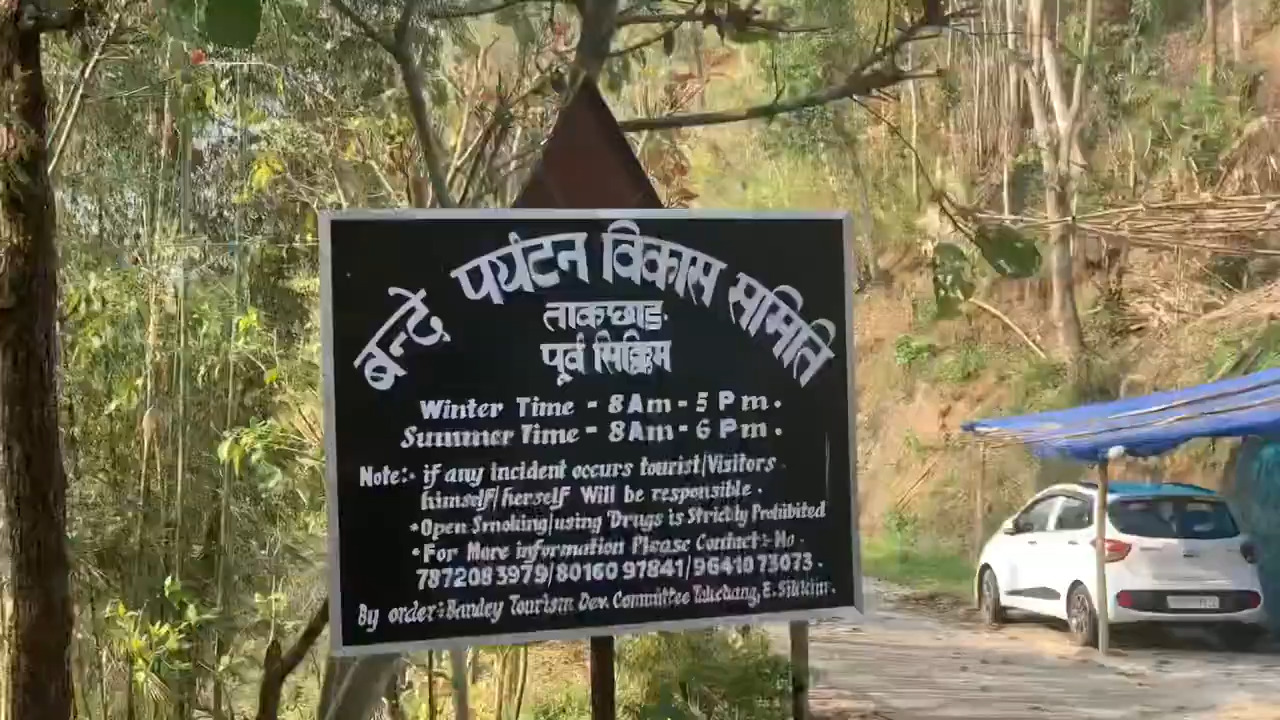 बन्टे पर्यटन विकास समिति
ताकछाङ
पूर्व सिक्किम
Winter Time - 8Am - 5 Pm.
Summer Time - 8Am - 6 Pm.
Note:- if any incident occurs tourist/Visitors
himself/herself Will be responsible.
•Open Smoking/using Drugs is Strictly Prohibited
•For More information Please Contact:- No.
7872083979/8016097841/9641073073.
By order:- Bandey Tourism Dev. Committee E. Sikkim.